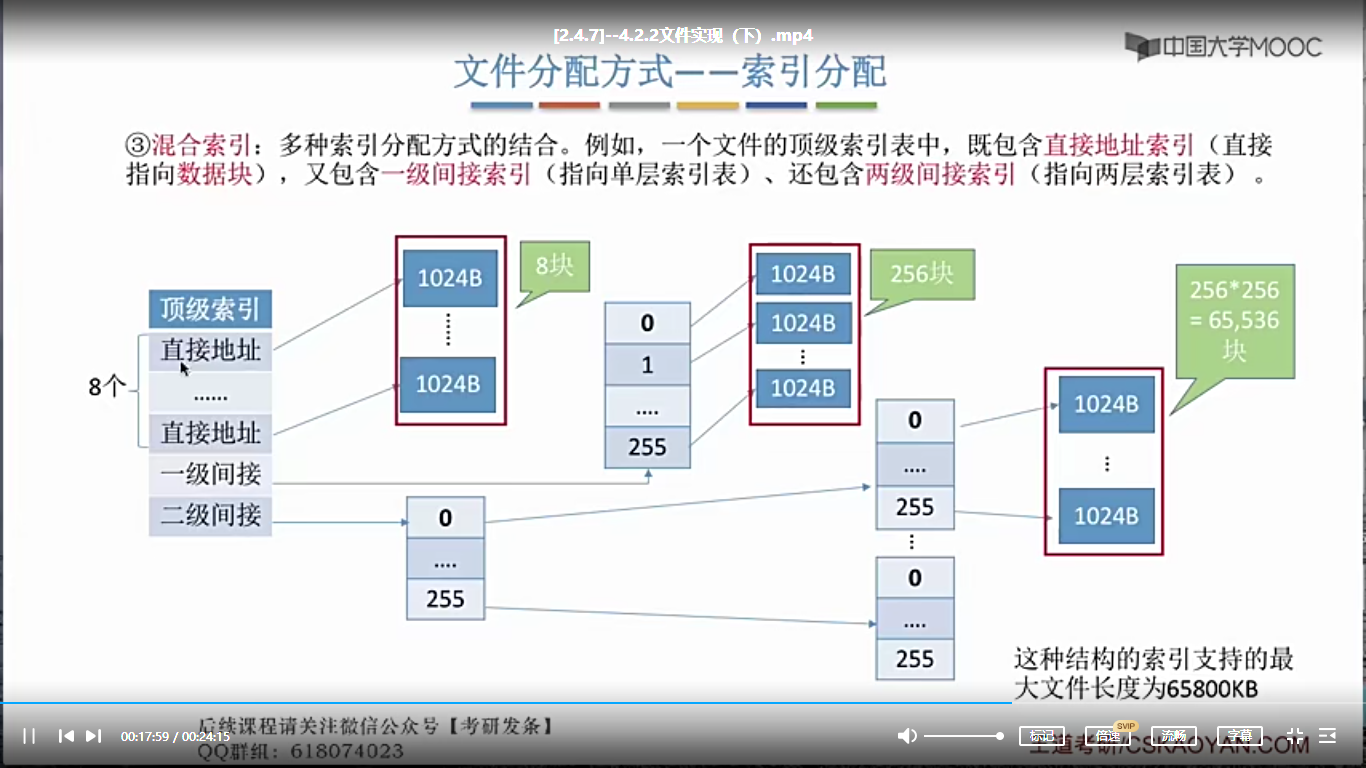 [2.4.7]--4.2.2文件实现（下）.mp4
中国大学MOOC
文件分配方式——索引分配
③混合索引：多种索引分配方式的结合。例如，一个文件的顶级索引表中，既包含直接地址索引（直接
指向数据块），又包含一级间接索引（指向单层索引表）、还包含两级间接索引（指向两层索引表）。
顶级索引
8个
直接地址
......
直接地址
一级间接
二级间接
1024B
1024B
8块
0
1
....
255
1024B
1024B
1024B
256块
0
....
255
0
....
255
0
....
255
1024B
1024B
256*256
= 65,536
块
这种结构的索引支持的最
大文件长度为65800KB
后续课程请关注微信公众号【考研发条】
00:17:59 / 00:24:15
QQ群组：618074023
标记
SVIP
倍速
流畅
字幕
王道考研/CSKAOYAN.COM